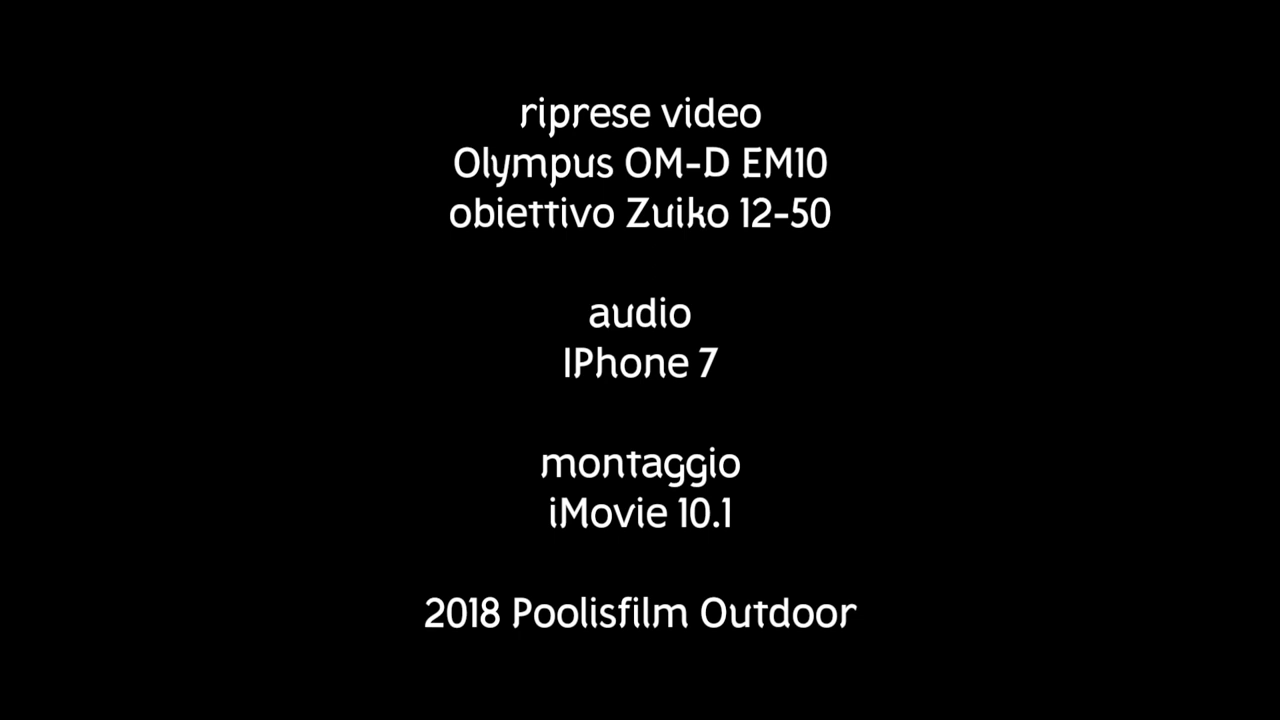 riprese video
Olympus OM-D EM10
obiettivo Zuiko 12-50
audio
IPhone 7
montaggio
iMovie 10.1
2018 Poolisfilm Outdoor